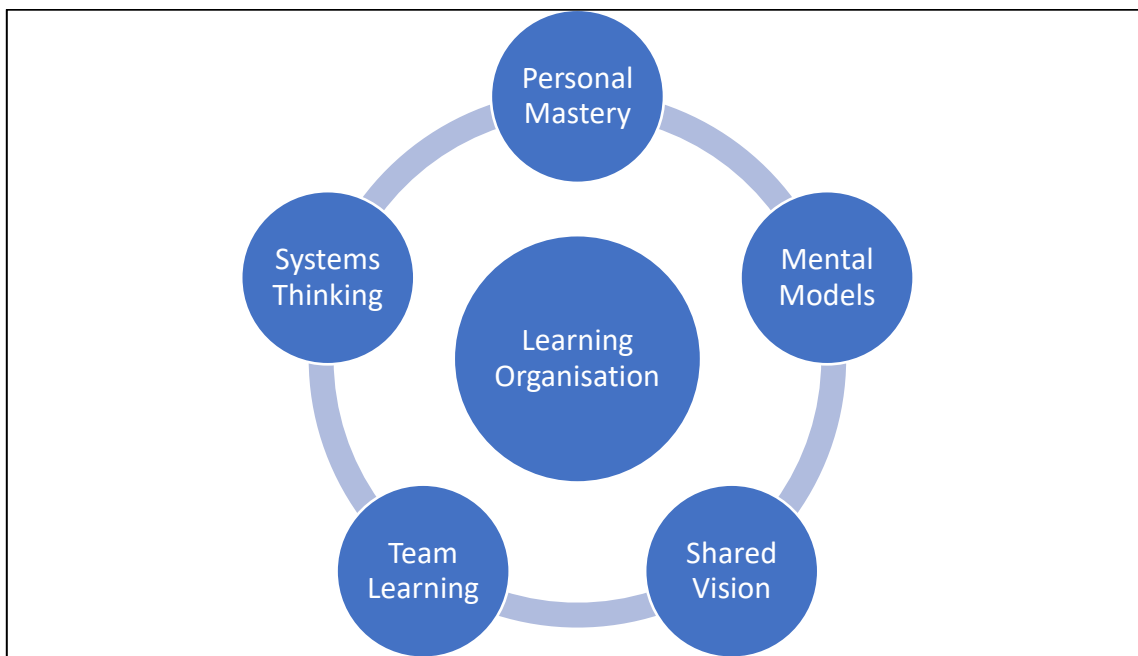 Personal
Mastery
Mental
Models
Shared
Vision
Team
Learning
Systems
Thinking
Learning
Organisation